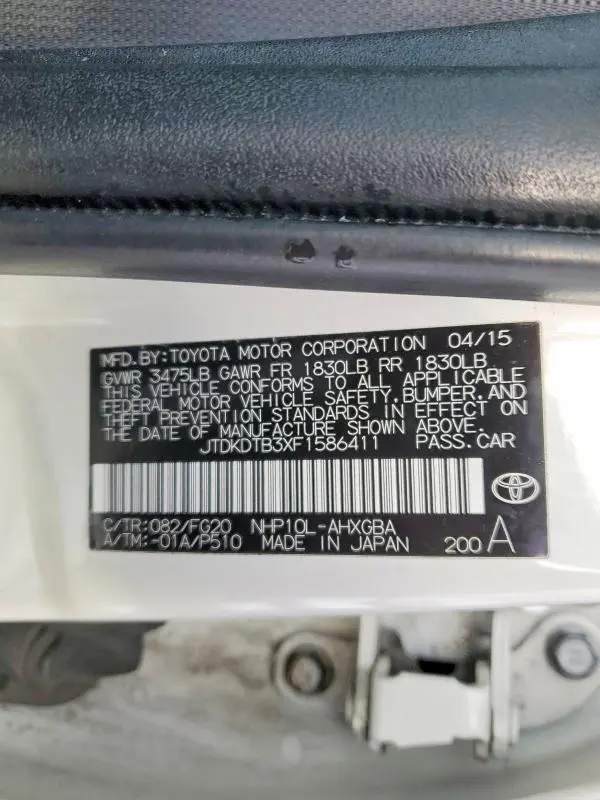 MFD. BY: TOYOTA MOTOR CORPORATION 04/15
GVWR 3475LB GAWR FR 1830LB RR 1830LB
THIS VEHICLE CONFORMS TO ALL APPLICABLE
FEDERAL MOTOR VEHICLE SAFETY, BUMPER, AND
THEFT PREVENTION STANDARDS IN EFFECT ON
THE DATE OF MANUFACTURE SHOWN ABOVE.
JTDKDTB3XF1586411 PASS. CAR
C/TR: 082/FG20 NHP10L-AHXGBA
A/TM: -01A/P510 MADE IN JAPAN 200 A